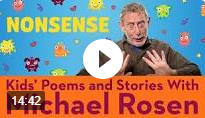 NONSENSE
Kids' Poems and Stories With
Michael Rosen
14:42